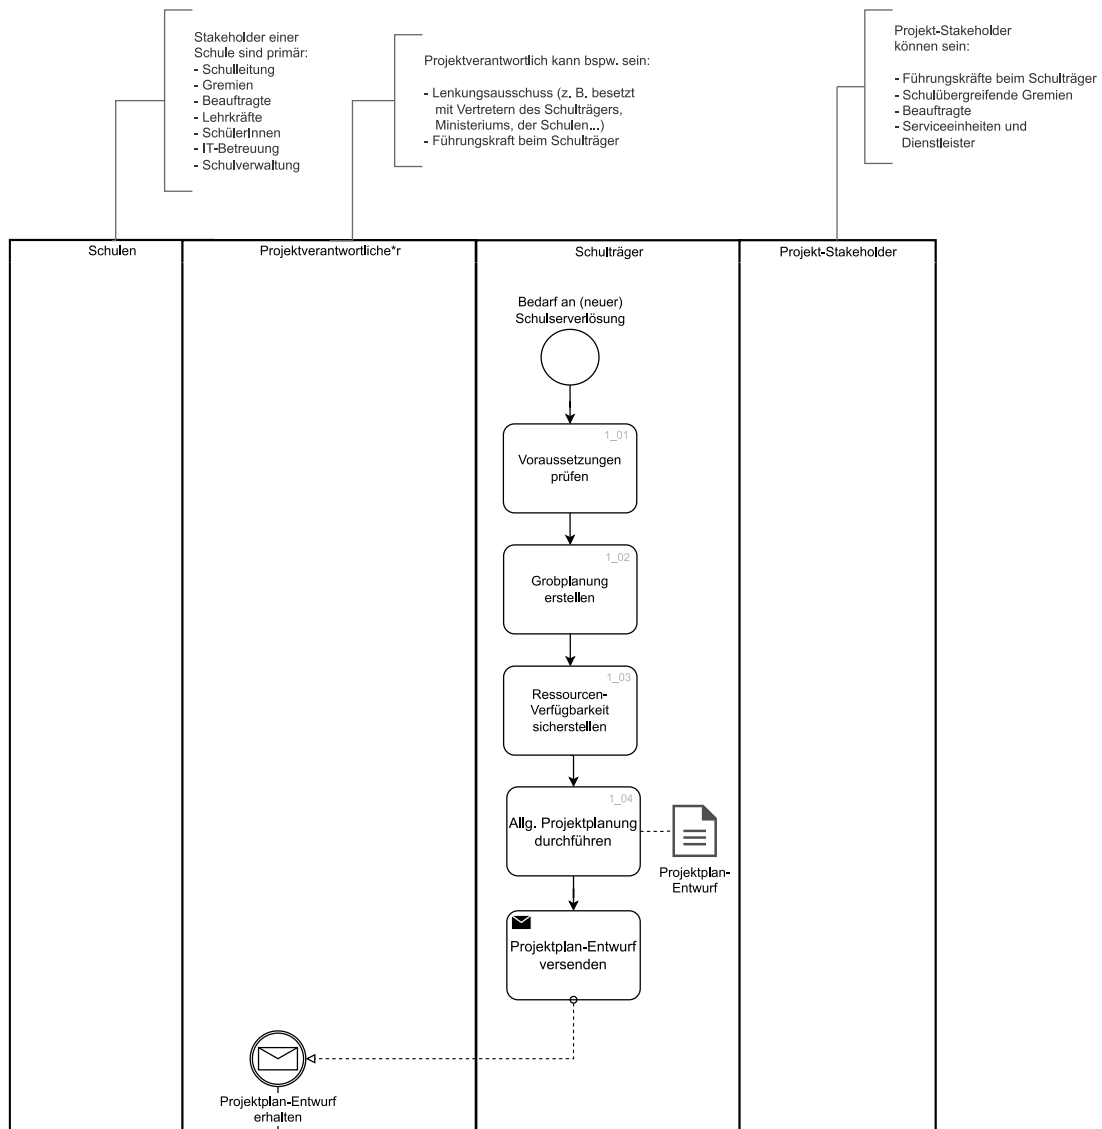 Stakeholder einer
Schule sind primär:
- Schulleitung
- Gremien
- Beauftragte
- Lehrkräfte
- SchülerInnen
- IT-Betreuung
- Schulverwaltung
Projektverantwortlich kann bspw. sein:
- Lenkungsausschuss (z. B. besetzt
mit Vertretern des Schulträgers,
Ministeriums, der Schulen...)
- Führungskraft beim Schulträger
Projekt-Stakeholder
können sein:
- Führungskräfte beim Schulträger
- Schulübergreifende Gremien
- Beauftragte
- Serviceeinheiten und
Dienstleister
Schulen
Projektverantwortliche*r
Schulträger
Projekt-Stakeholder
Bedarf an (neuer)
Schulserverlösung
1_01
Voraussetzungen
prüfen
1_02
Grobplanung
erstellen
1_03
Ressourcen-
Verfügbarkeit
sicherstellen
1_04
Allg. Projektplanung
durchführen
Projektplan-
Entwurf
Projektplan-Entwurf
versenden
Projektplan-Entwurf
erhalten